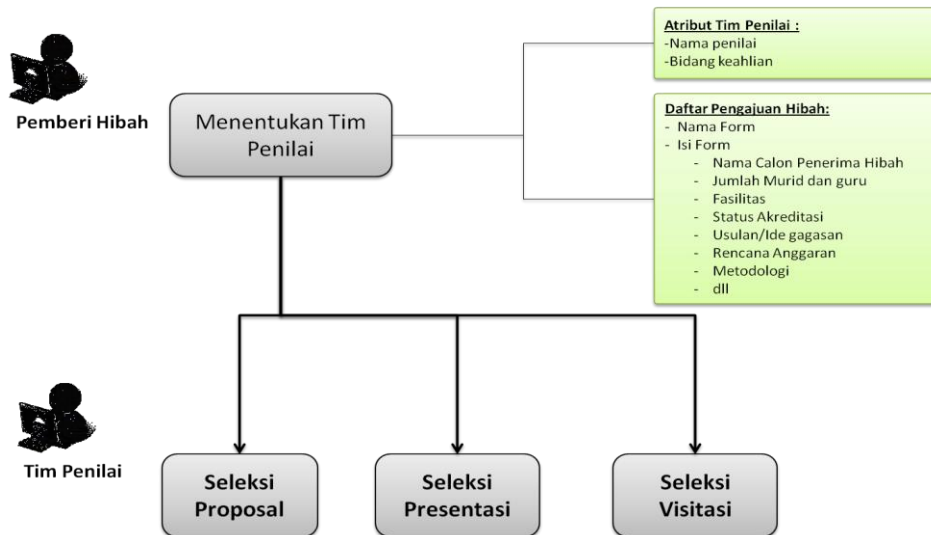 Pemberi Hibah
Menentukan Tim
Penilai
Atribut Tim Penilai :
-Nama penilai
-Bidang keahlian
Daftar Pengajuan Hibah:
- Nama Form
- Isi Form
- Nama Calon Penerima Hibah
- Jumlah Murid dan guru
- Fasilitas
- Status Akreditasi
- Usulan/Ide gagasan
- Rencana Anggaran
- Metodologi
- dll
Tim Penilai
Seleksi
Proposal
Seleksi
Presentasi
Seleksi
Visitasi